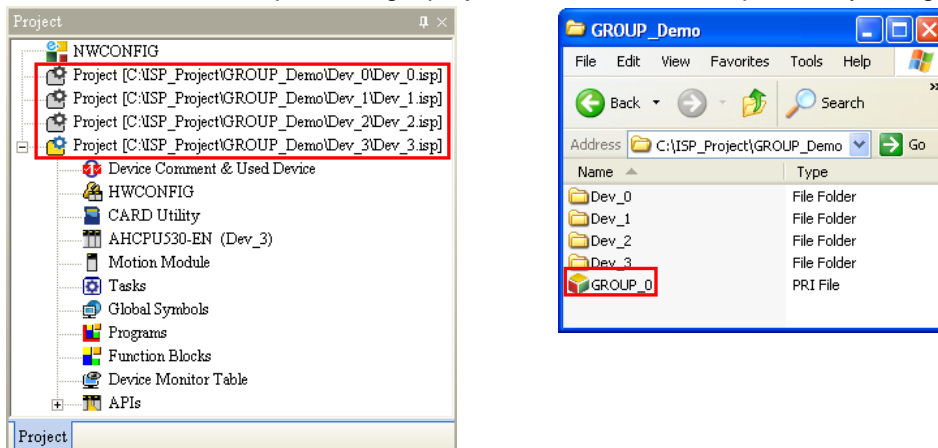 Project
NWCONFIG
Project [C:\ISP_Project\GROUP_Demo\Dev_0\Dev_0.isp]
Project [C:\ISP_Project\GROUP_Demo\Dev_1\Dev_1.isp]
Project [C:\ISP_Project\GROUP_Demo\Dev_2\Dev_2.isp]
Project [C:\ISP_Project\GROUP_Demo\Dev_3\Dev_3.isp]
Device Comment & Used Device
HWCONFIG
CARD Utility
AHCPU530-EN (Dev_3)
Motion Module
Tasks
Global Symbols
Programs
Function Blocks
Device Monitor Table
APIs
Project
GROUP_Demo
File Edit View Favorites Tools Help
Back Search
Address C:\ISP_Project\GROUP_Demo Go
Name Type
Dev_0 File Folder
Dev_1 File Folder
Dev_2 File Folder
Dev_3 File Folder
GROUP_0 PRI File